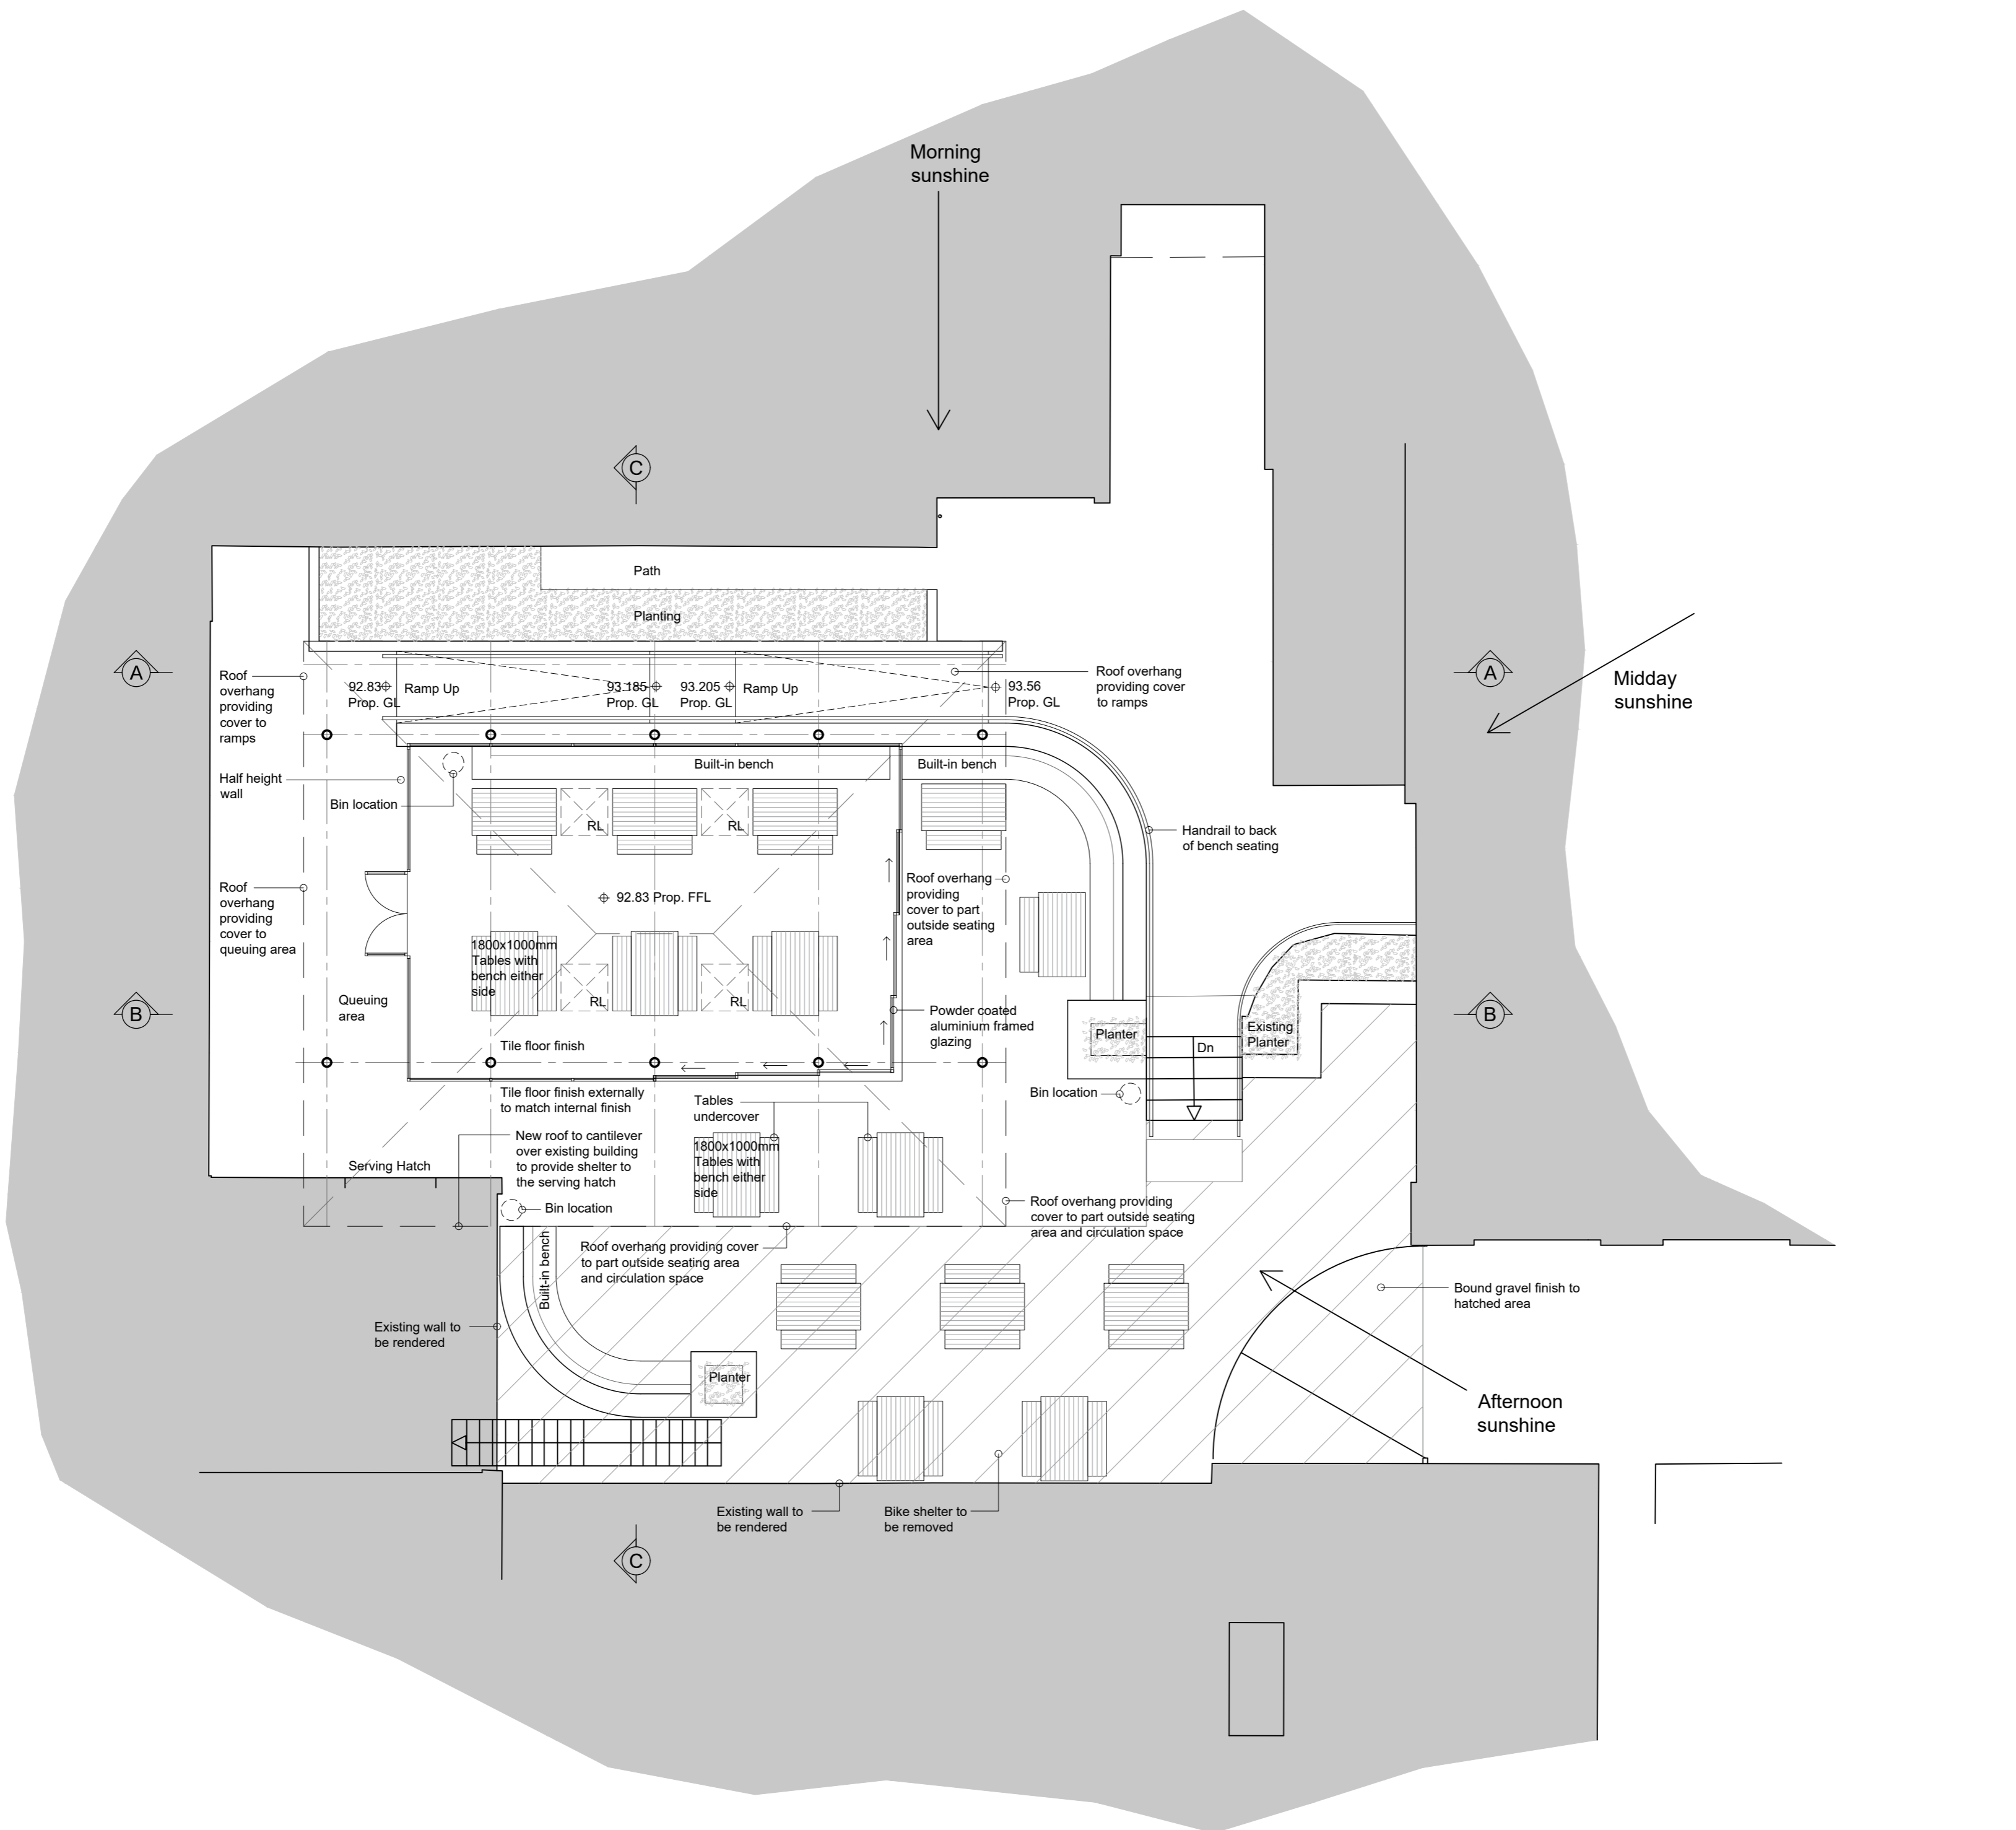 Morning
sunshine
C
Path
Planting
A
A
Roof
overhang
providing
cover to
ramps
92.83
Prop. GL
Ramp Up
93.185
Prop. GL
93.205
Prop. GL
Ramp Up
93.56
Prop. GL
Roof overhang
providing cover
to ramps
Midday
sunshine
Half height
wall
Bin location
Built-in bench
Built-in bench
RL
RL
Handrail to back
of bench seating
Roof
overhang
providing
cover to
queuing area
92.83 Prop. FFL
Roof overhang
providing
cover to part
outside seating
area
1800x1000mm
Tables with
bench either
side
RL
RL
Queuing
area
B
B
Powder coated
aluminium framed
glazing
Planter
Existing
Planter
Dn
Tile floor finish
Tile floor finish externally
to match internal finish
Bin location
Tables
undercover
New roof to cantilever
over existing building
to provide shelter to
the serving hatch
1800x1000mm
Tables with
bench either
side
Serving Hatch
Bin location
Roof overhang providing
cover to part outside seating
area and circulation space
Built-in bench
Roof overhang providing cover
to part outside seating area
and circulation space
Bound gravel finish to
hatched area
Existing wall to
be rendered
Planter
Afternoon
sunshine
Existing wall to
be rendered
Bike shelter to
be removed
C